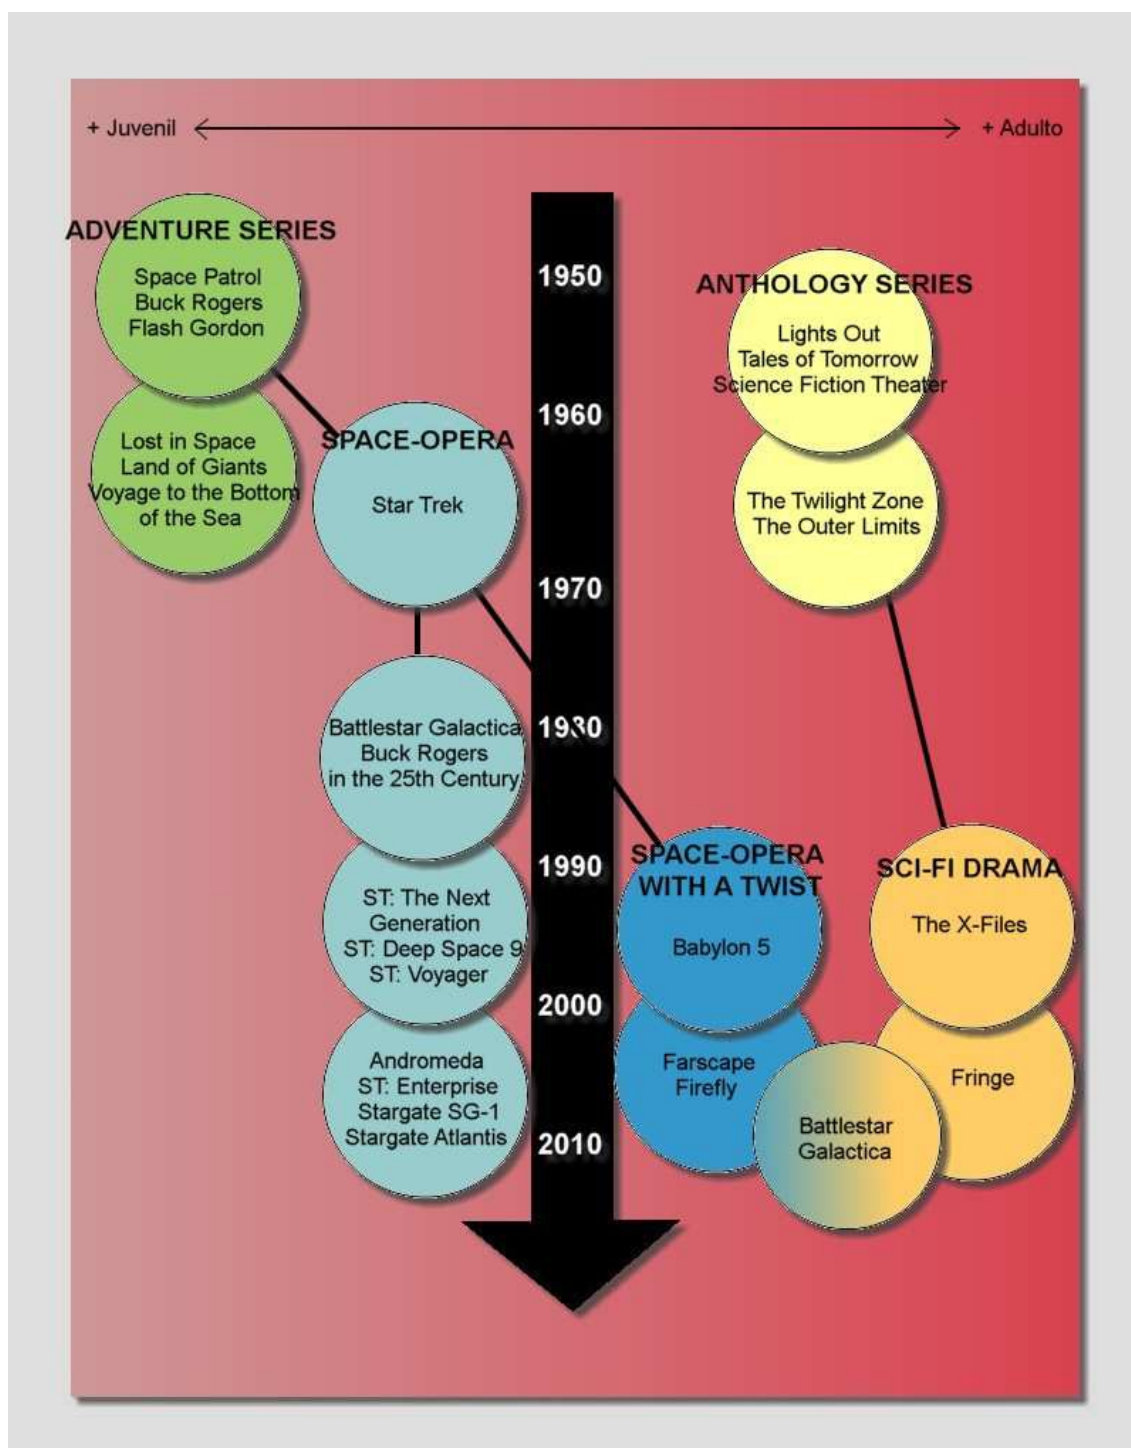 + Juvenil
+ Adulto
ADVENTURE SERIES
Space Patrol
Buck Rogers
Flash Gordon
Lost in Space
Land of Giants
Voyage to the Bottom
of the Sea
SPACE-OPERA
Star Trek
Battlestar Galactica
Buck Rogers
in the 25th Century
ST: The Next
Generation
ST: Deep Space 9
ST: Voyager
Andromeda
ST: Enterprise
Stargate SG-1
Stargate Atlantis
1950
1960
1970
1980
1990
2000
2010
ANTHOLOGY SERIES
Lights Out
Tales of Tomorrow
Science Fiction Theater
The Twilight Zone
The Outer Limits
SPACE-OPERA
WITH A TWIST
Babylon 5
Farscape
Firefly
SCI-FI DRAMA
The X-Files
Fringe
Battlestar
Galactica